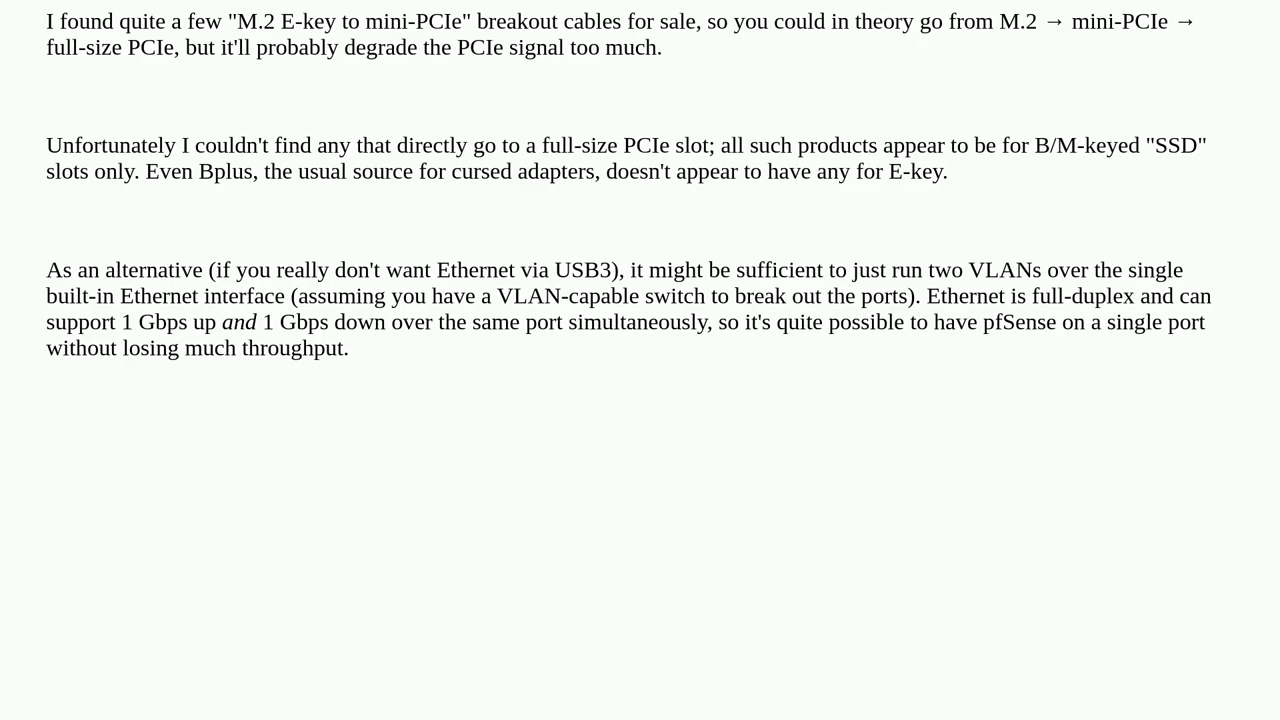 I found quite a few "M.2 E-key to mini-PCIe" breakout cables for sale, so you could in theory go from M.2 → mini-PCIe →
full-size PCIe, but it'll probably degrade the PCIe signal too much.
Unfortunately I couldn't find any that directly go to a full-size PCIe slot; all such products appear to be for B/M-keyed "SSD"
slots only. Even Bplus, the usual source for cursed adapters, doesn't appear to have any for E-key.
As an alternative (if you really don't want Ethernet via USB3), it might be sufficient to just run two VLANs over the single
built-in Ethernet interface (assuming you have a VLAN-capable switch to break out the ports). Ethernet is full-duplex and can
support 1 Gbps up and 1 Gbps down over the same port simultaneously, so it's quite possible to have pfSense on a single port
without losing much throughput.